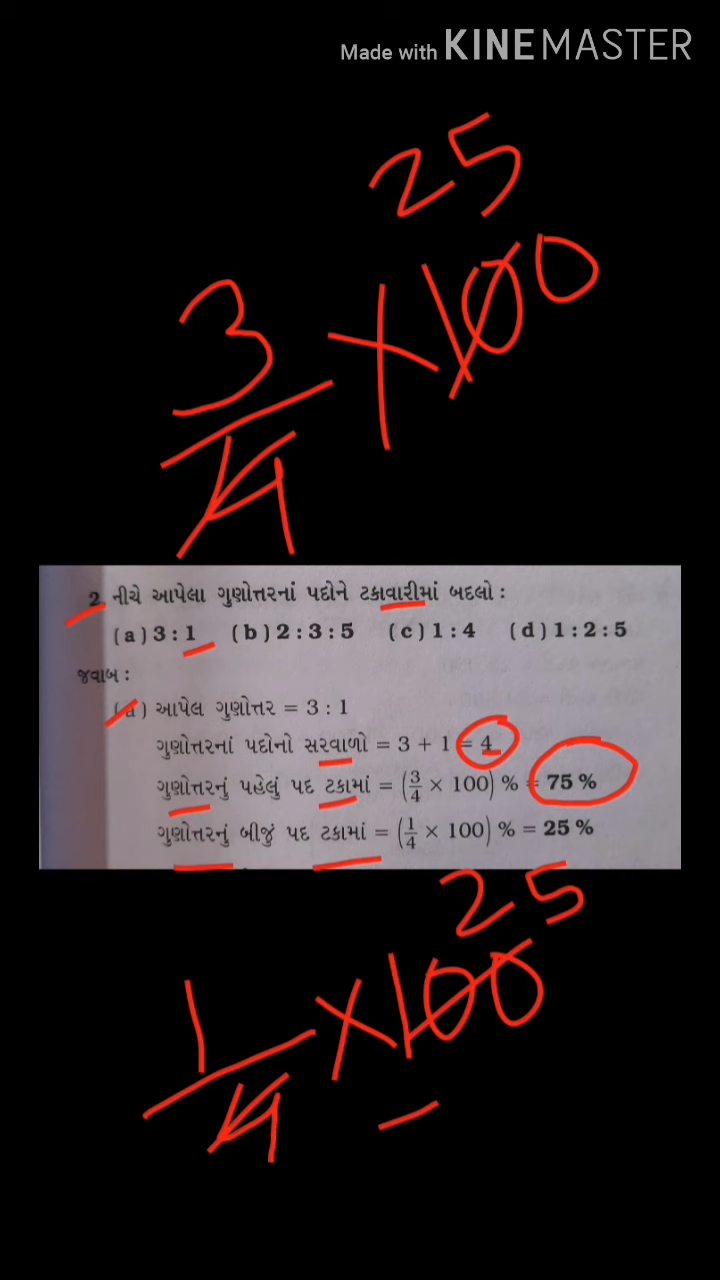 Made with KINEMASTER
25
3/4 × 100
2. નીચે આપેલા ગુણોત્તરનાં પદોને ટકાવારીમાં બદલો :
(a) 3 : 1 (b) 2 : 3 : 5 (c) 1 : 4 (d) 1 : 2 : 5
જવાબ :
(a) આપેલ ગુણોત્તર = 3 : 1
ગુણોત્તરનાં પદોનો સરવાળો = 3 + 1 = 4
ગુણોત્તરનું પહેલું પદ ટકામાં = (3/4 × 100) % = 75 %
ગુણોત્તરનું બીજું પદ ટકામાં = (1/4 × 100) % = 25 %
25
1/4 × 100